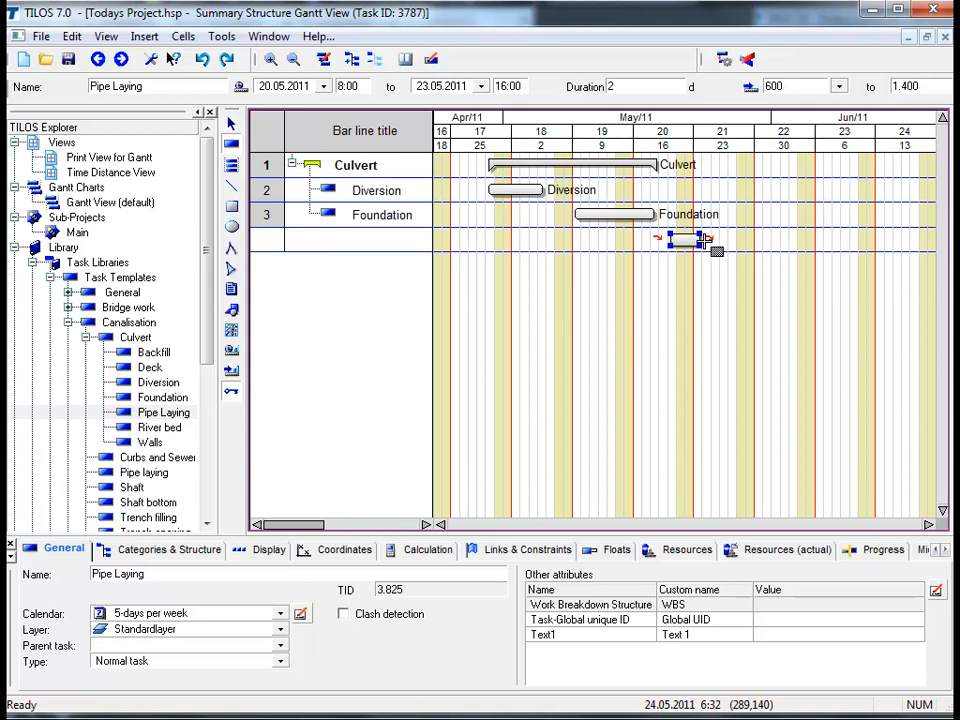 TILOS 7.0 - [Todays Project.hsp - Summary Structure Gantt View (Task ID: 3787)]
File Edit View Insert Cells Tools Window Help...
Name: Pipe Laying 20.05.2011 8:00 to 23.05.2011 16:00 Duration 2 d 600 1.400
TILOS Explorer
Views
Print View for Gantt
Time Distance View
Gantt Charts
Gantt View (default)
Sub-Projects
Main
Library
Task Libraries
Task Templates
General
Bridge work
Canalisation
Culvert
Backfill
Deck
Diversion
Foundation
Pipe Laying
River bed
Walls
Curbs and Sewer
Pipe laying
Shaft
Shaft bottom
Trench filling
Bar line title
Apr/11 May/11 Jun/11
16 17 18 19 20 21 22 23 24
18 25 2 9 16 23 30 6 13
1 Culvert Culvert
2 Diversion Diversion
3 Foundation Foundation
General Categories & Structure Display Coordinates Calculation Links & Constraints Floats Resources Resources (actual) Progress Mi
Name: Pipe Laying
TID 3.825
Calendar: 5-days per week
Clash detection
Layer: Standardlayer
Parent task:
Type: Normal task
Other attributes
Name Custom name Value
Work Breakdown Structure WBS
Task-Global unique ID Global UID
Text1 Text 1
Ready 24.05.2011 6:32 (289,140) NUM